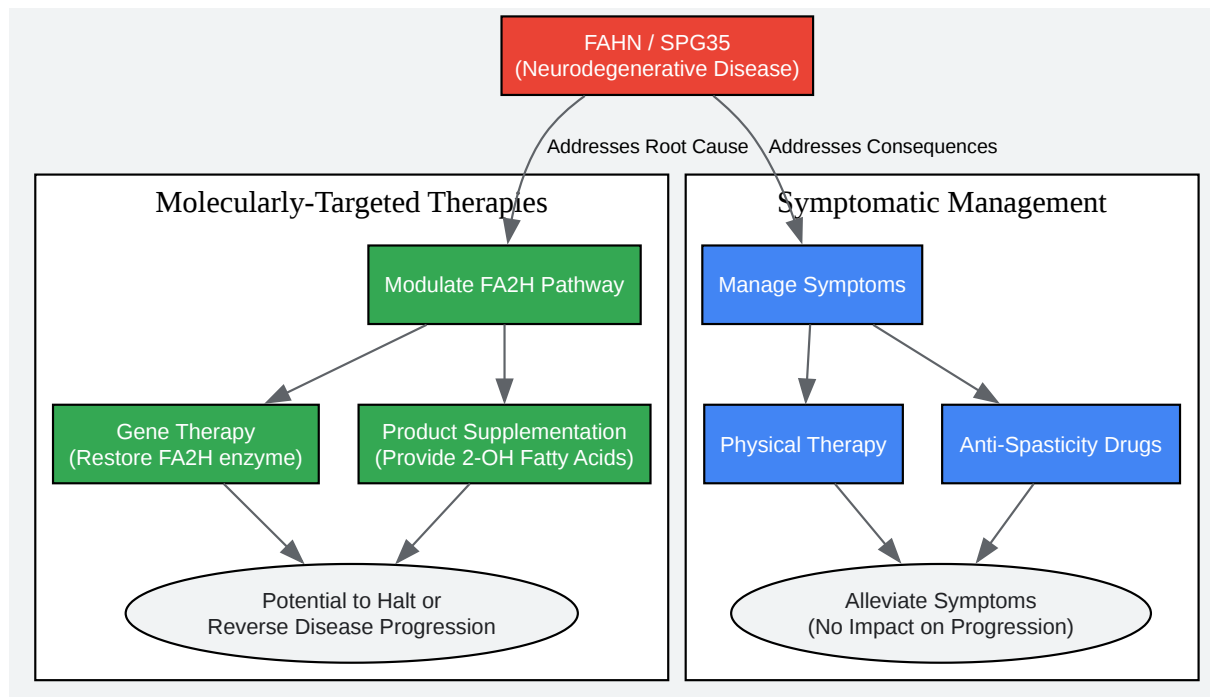 FAHN / SPG35
(Neurodegenerative Disease)
Addresses Root Cause
Addresses Consequences
Molecularly-Targeted Therapies
Symptomatic Management
Modulate FA2H Pathway
Manage Symptoms
Gene Therapy
(Restore FA2H enzyme)
Product Supplementation
(Provide 2-OH Fatty Acids)
Physical Therapy
Anti-Spasticity Drugs
Potential to Halt or
Reverse Disease Progression
Alleviate Symptoms
(No Impact on Progression)